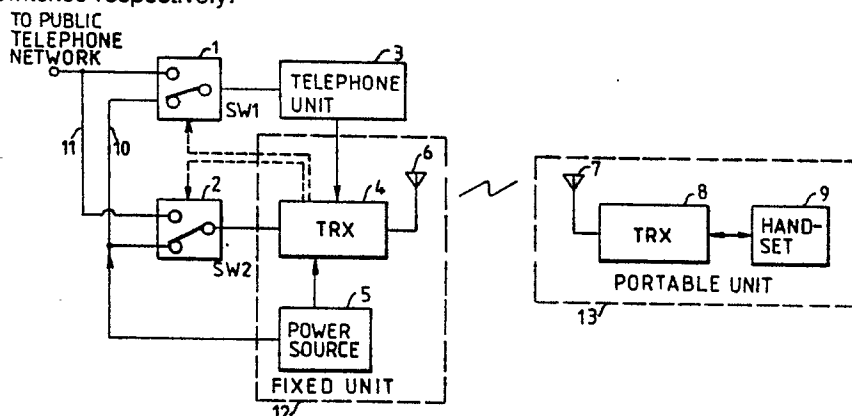 TO PUBLIC
TELEPHONE
NETWORK
1
SW1
3
TELEPHONE
UNIT
11
10
2
SW2
4
TRX
6
5
POWER
SOURCE
FIXED UNIT
12
7
8
TRX
9
HAND-
SET
PORTABLE UNIT
13